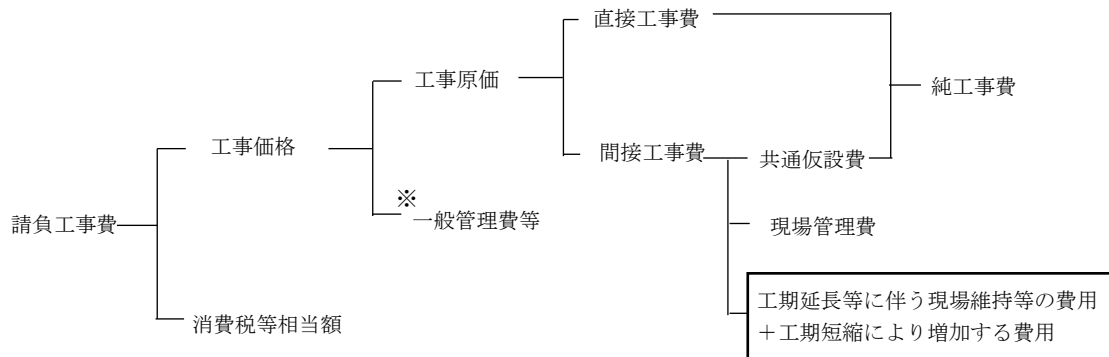 直接工事費
工事原価
純工事費
工事価格
間接工事費
共通仮設費
※
一般管理費等
請負工事費
現場管理費
工期延長等に伴う現場維持等の費用
＋工期短縮により増加する費用
消費税等相当額